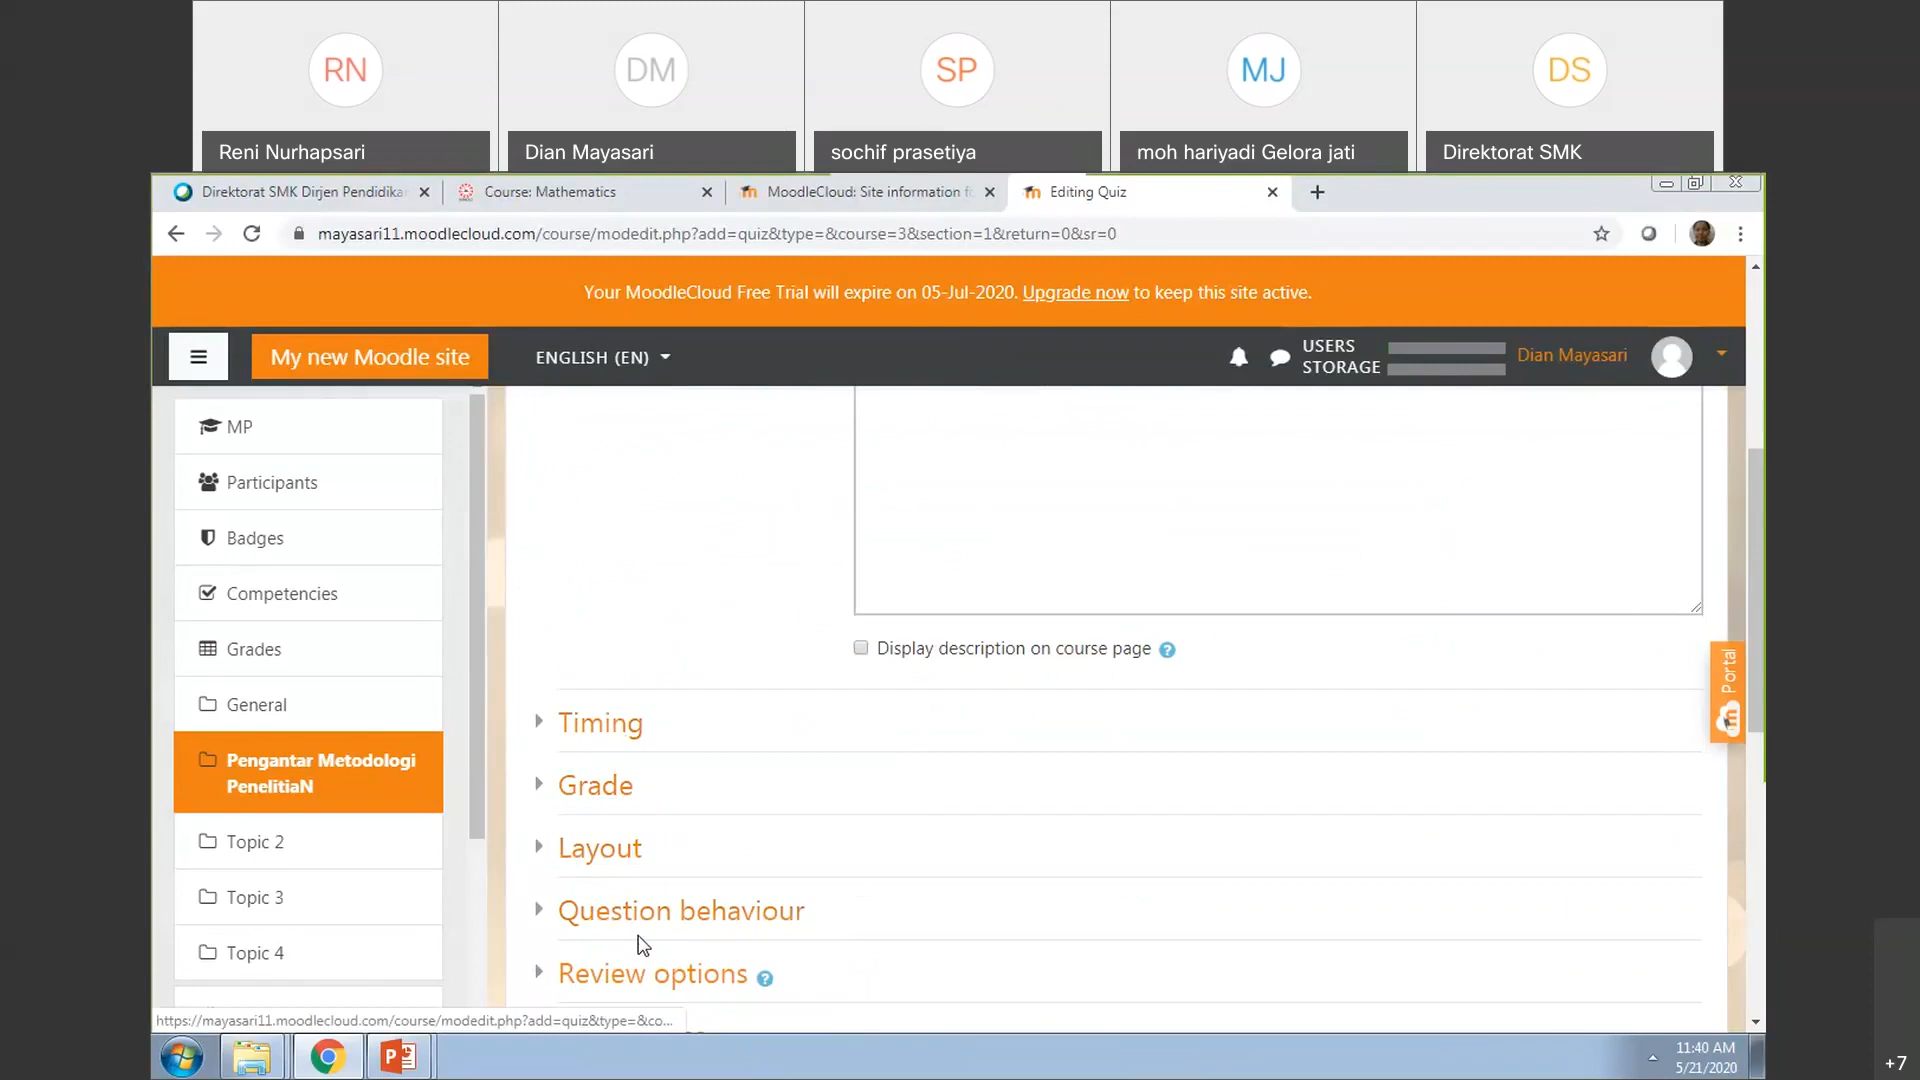 RN
DM
SP
MJ
DS
Reni Nurhapsari
Dian Mayasari
sochif prasetiya
moh hariyadi Gelora jati
Direktorat SMK
Direktorat SMK Dirjen Pendidika
Course: Mathematics
MoodleCloud: Site information f
Editing Quiz
mayasari11.moodlecloud.com/course/modedit.php?add=quiz&type=&course=3&section=1&return=0&sr=0
Your MoodleCloud Free Trial will expire on 05-Jul-2020. Upgrade now to keep this site active.
My new Moodle site
ENGLISH (EN)
USERS
STORAGE
Dian Mayasari
MP
Participants
Badges
Competencies
Grades
General
Pengantar Metodologi
PenelitiaN
Topic 2
Topic 3
Topic 4
Display description on course page
Timing
Grade
Layout
Question behaviour
Review options
Portal
https://mayasari11.moodlecloud.com/course/modedit.php?add=quiz&type=&co...
11:40 AM
5/21/2020
+7